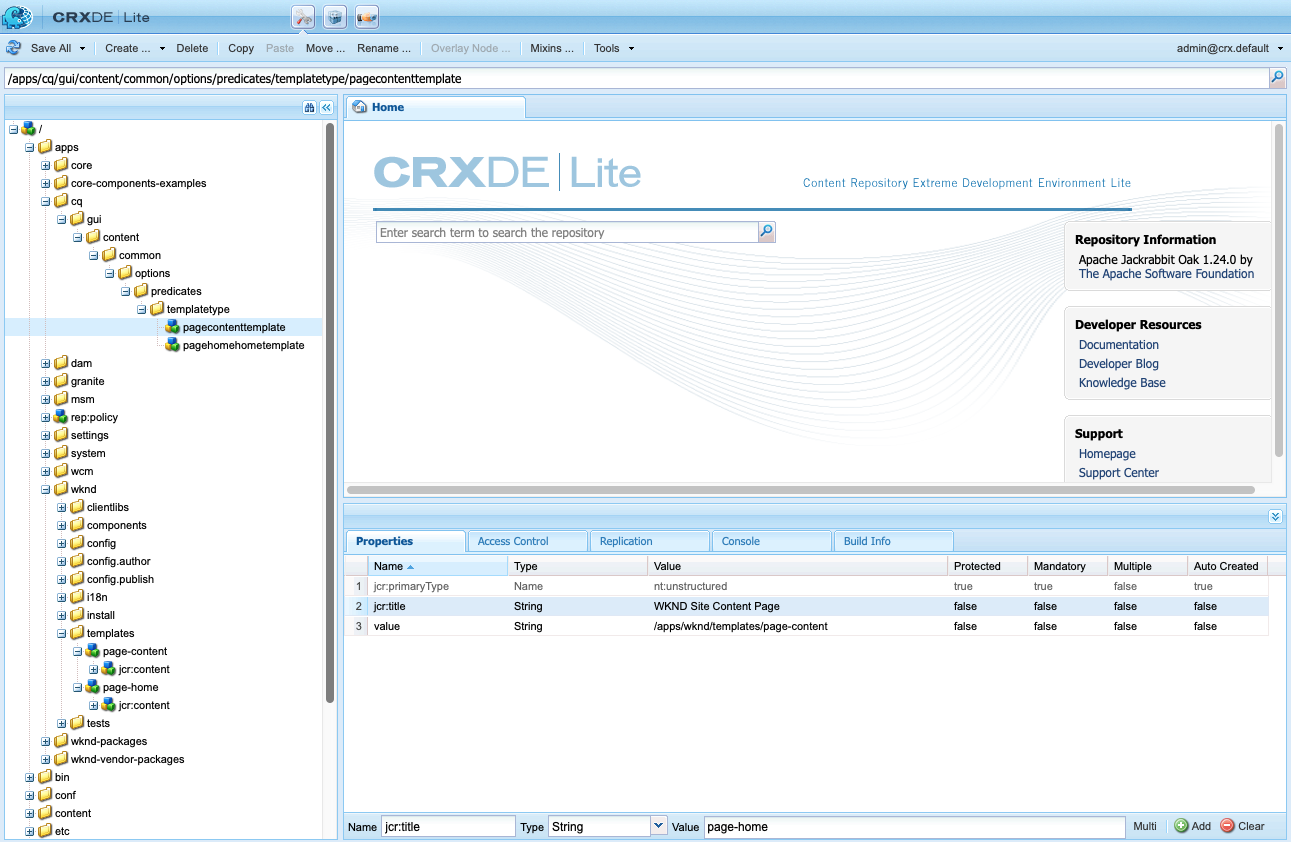 CRXDE | Lite
Save All Create ... Delete Copy Paste Move ... Rename ... Overlay Node ... Mixins ... Tools admin@crx.default
/apps/cq/gui/content/common/options/predicates/templatetype/pagecontenttemplate
/
apps
core
core-components-examples
cq
gui
content
common
options
predicates
templatetype
pagecontenttemplate
pagehomehometemplate
dam
granite
msm
rep:policy
settings
system
wcm
wknd
clientlibs
components
config
config.author
config.publish
i18n
install
templates
page-content
jcr:content
page-home
jcr:content
tests
wknd-packages
wknd-vendor-packages
bin
conf
content
etc
Home
CRXDE | Lite
Content Repository Extreme Development Environment Lite
Enter search term to search the repository
Repository Information
Apache Jackrabbit Oak 1.24.0 by
The Apache Software Foundation
Developer Resources
Documentation
Developer Blog
Knowledge Base
Support
Homepage
Support Center
Properties Access Control Replication Console Build Info
Name Type Value Protected Mandatory Multiple Auto Created
1 jcr:primaryType Name nt:unstructured true true false true
2 jcr:title String WKND Site Content Page false false false false
3 value String /apps/wknd/templates/page-content false false false false
Name jcr:title Type String Value page-home Multi Add Clear